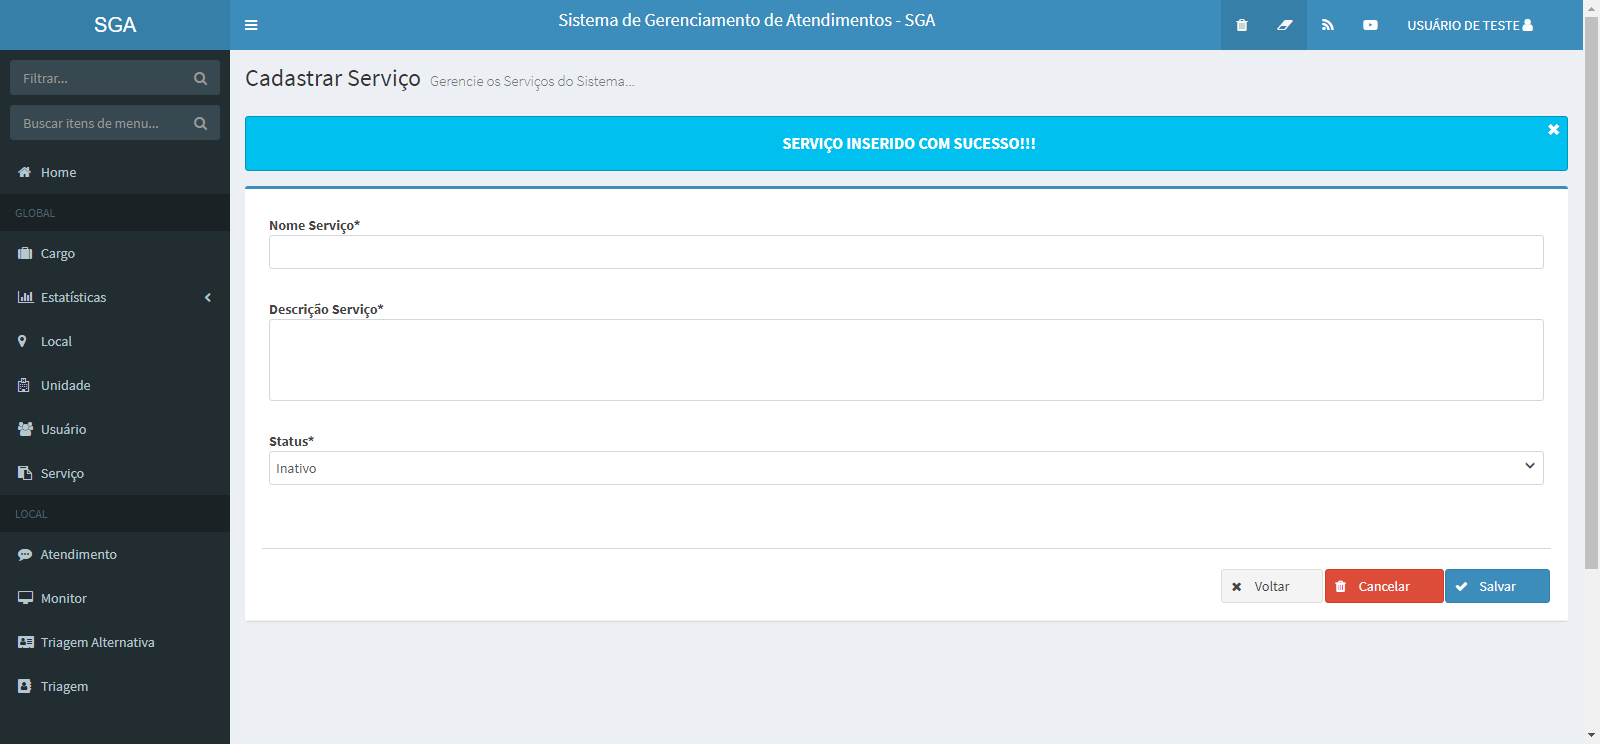 SGA
Sistema de Gerenciamento de Atendimentos - SGA
USUÁRIO DE TESTE
Filtrar...
Buscar itens de menu...
Home
GLOBAL
Cargo
Estatísticas
Local
Unidade
Usuário
Serviço
LOCAL
Atendimento
Monitor
Triagem Alternativa
Triagem
Cadastrar Serviço Gerencie os Serviços do Sistema...
SERVIÇO INSERIDO COM SUCESSO!!!
Nome Serviço*
Descrição Serviço*
Status*
Inativo
Voltar
Cancelar
Salvar